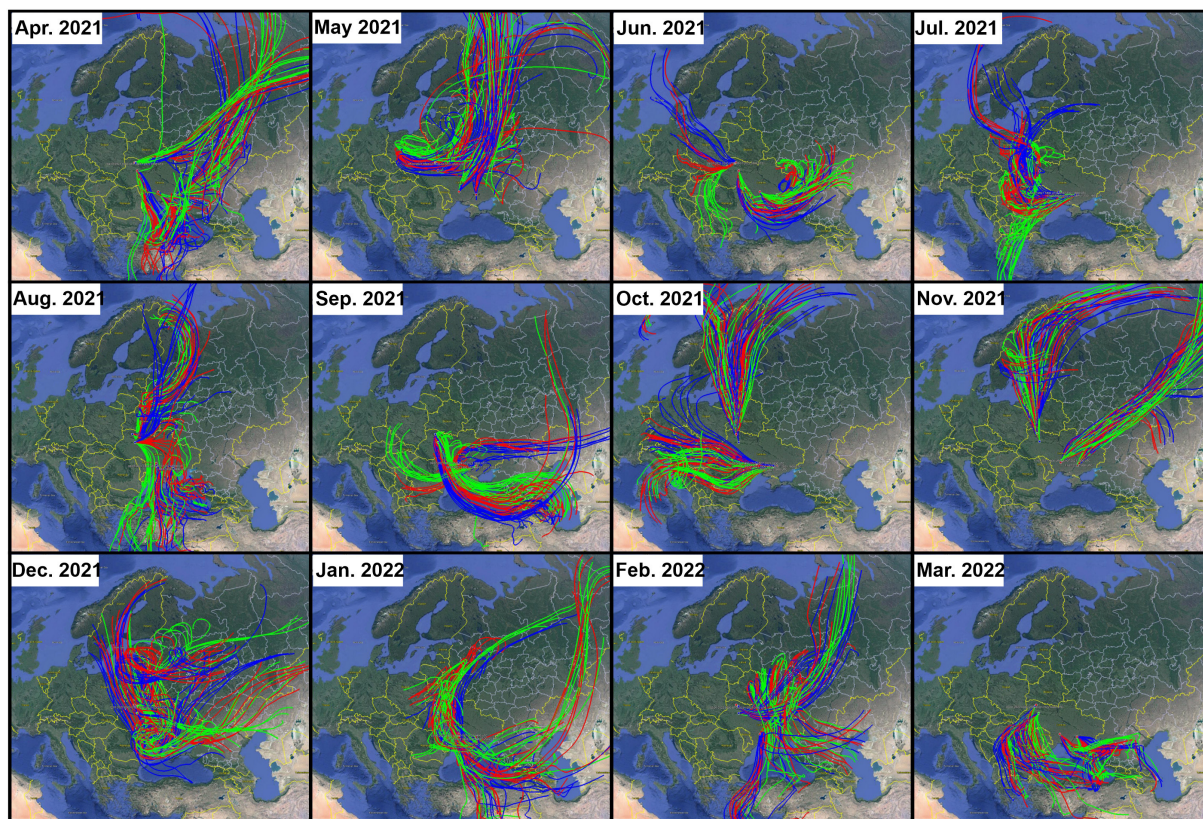 Apr. 2021
May 2021
Jun. 2021
Jul. 2021
Aug. 2021
Sep. 2021
Oct. 2021
Nov. 2021
Dec. 2021
Jan. 2022
Feb. 2022
Mar. 2022